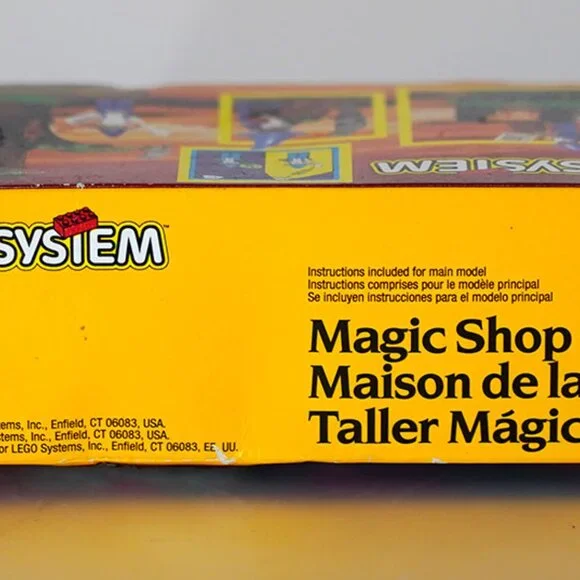 SYSTEM
SYSTEM™
Instructions included for main model
Instructions comprises pour le modèle principal
Se incluyen instrucciones para el modelo principal
Magic Shop
Maison de la
Taller Mágic
tems, Inc., Enfield, CT 06083, USA.
tems, Inc., Enfield, CT 06083, USA.
or LEGO Systems, Inc., Enfield, CT 06083, EE. UU.